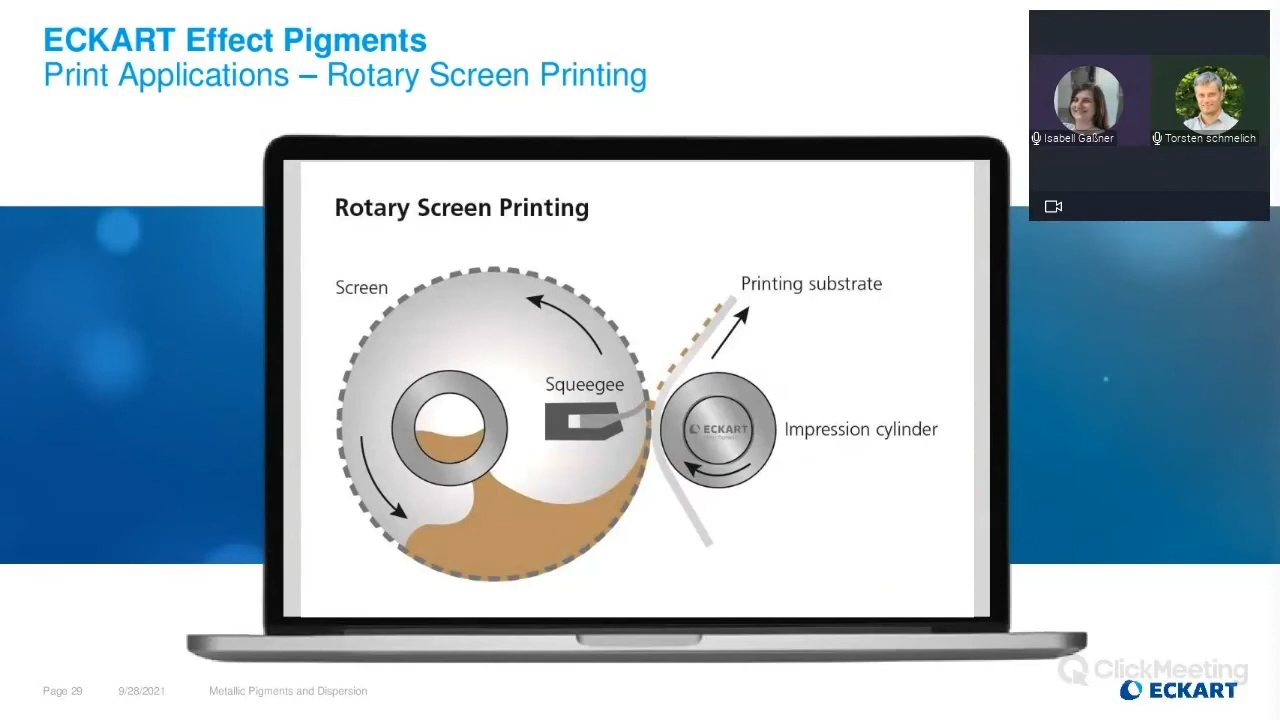 ECKART Effect Pigments
Print Applications – Rotary Screen Printing
Isabell Gaßner
Torsten schmelich
Rotary Screen Printing
Screen
Printing substrate
Squeegee
ECKART
Impression cylinder
Page 29
9/28/2021
Metallic Pigments and Dispersion
ClickMeeting
ECKART